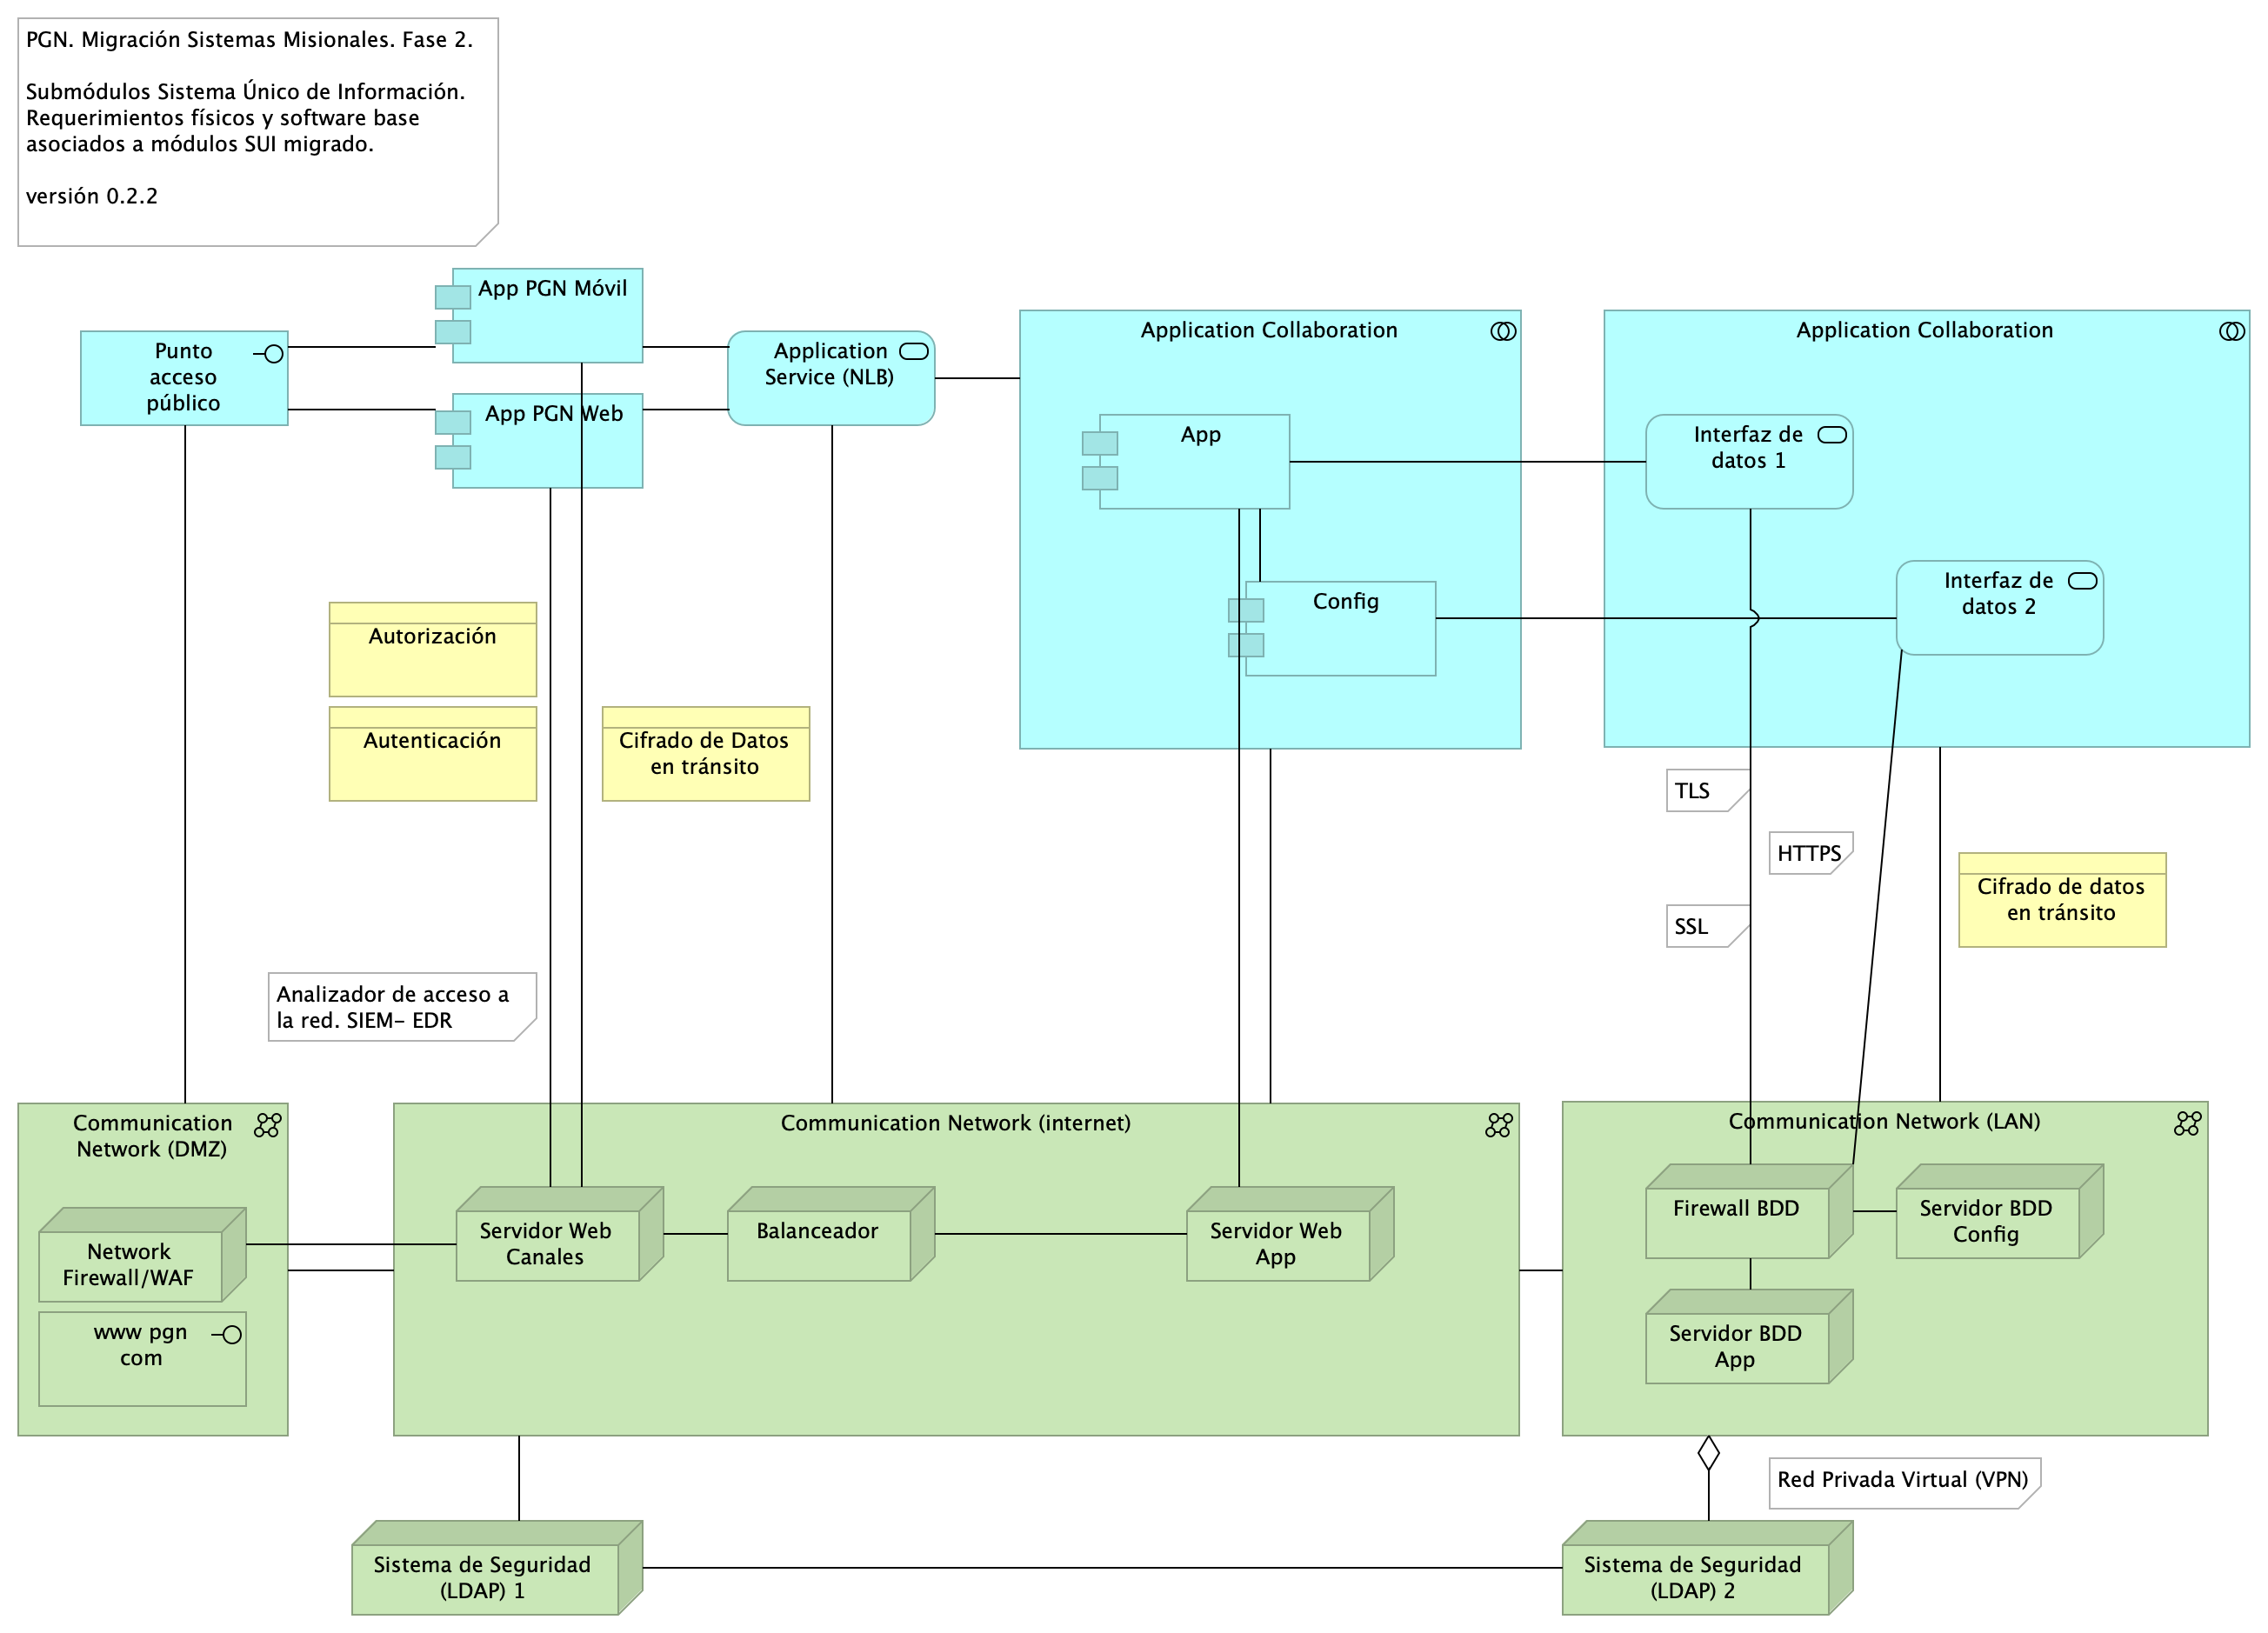 PGN. Migración Sistemas Misionales. Fase 2.
Submódulos Sistema Único de Información.
Requerimientos físicos y software base
asociados a módulos SUI migrado.
versión 0.2.2
Punto
acceso
público
App PGN Móvil
App PGN Web
Application
Service (NLB)
Application Collaboration
App
Config
Application Collaboration
Interfaz de
datos 1
Interfaz de
datos 2
Autorización
Autenticación
Cifrado de Datos
en tránsito
TLS
HTTPS
SSL
Cifrado de datos
en tránsito
Analizador de acceso a
la red. SIEM- EDR
Communication
Network (DMZ)
Network
Firewall/WAF
www pgn
com
Communication Network (internet)
Servidor Web
Canales
Balanceador
Servidor Web
App
Communication Network (LAN)
Firewall BDD
Servidor BDD
Config
Servidor BDD
App
Red Privada Virtual (VPN)
Sistema de Seguridad
(LDAP) 1
Sistema de Seguridad
(LDAP) 2